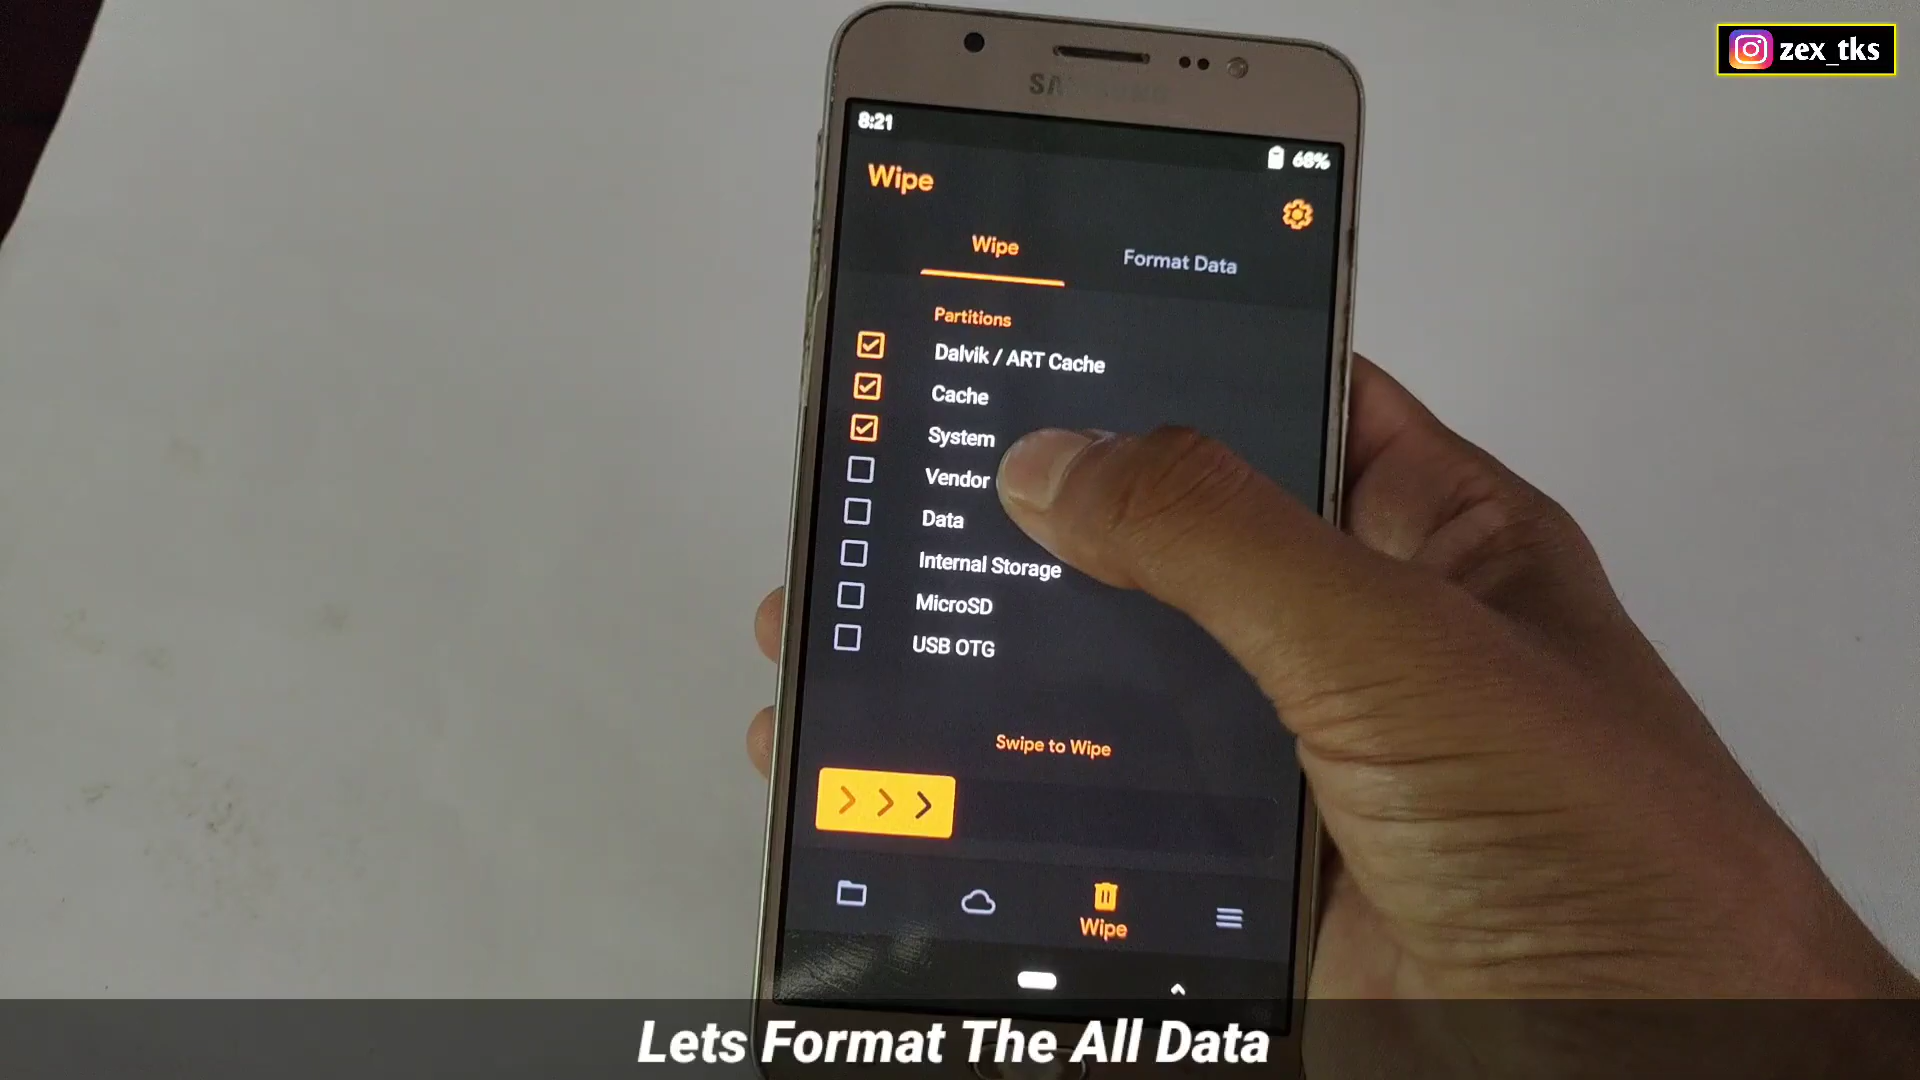 zex_tks
SAMSUNG
8:21
68%
Wipe
Wipe
Format Data
Partitions
Dalvik / ART Cache
Cache
System
Vendor
Data
Internal Storage
MicroSD
USB OTG
Swipe to Wipe
Wipe
Lets Format The All Data